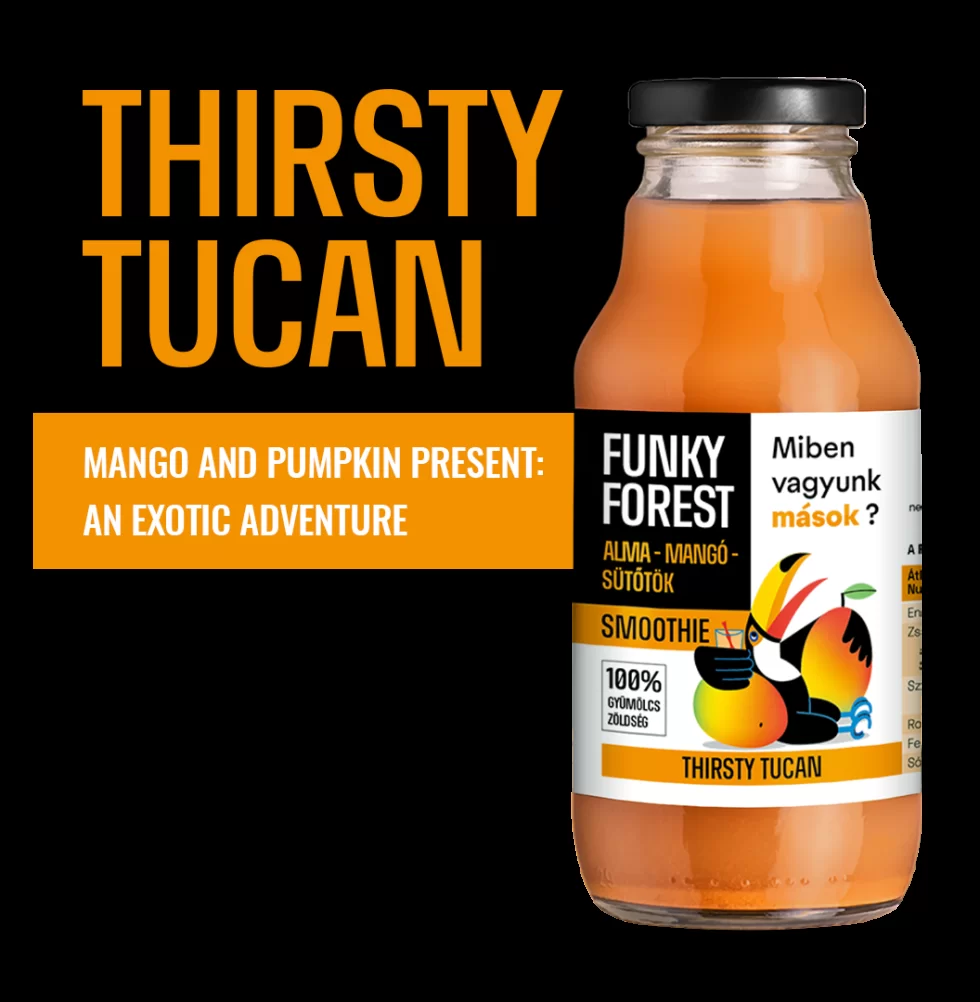 THIRSTY
TUCAN
MANGO AND PUMPKIN PRESENT:
AN EXOTIC ADVENTURE
FUNKY
FOREST
ALMA - MANGÓ -
SÜTŐTÖK
SMOOTHIE
100%
GYÜMÖLCS
ZÖLDSÉG
Miben
vagyunk
mások ?
THIRSTY TUCAN